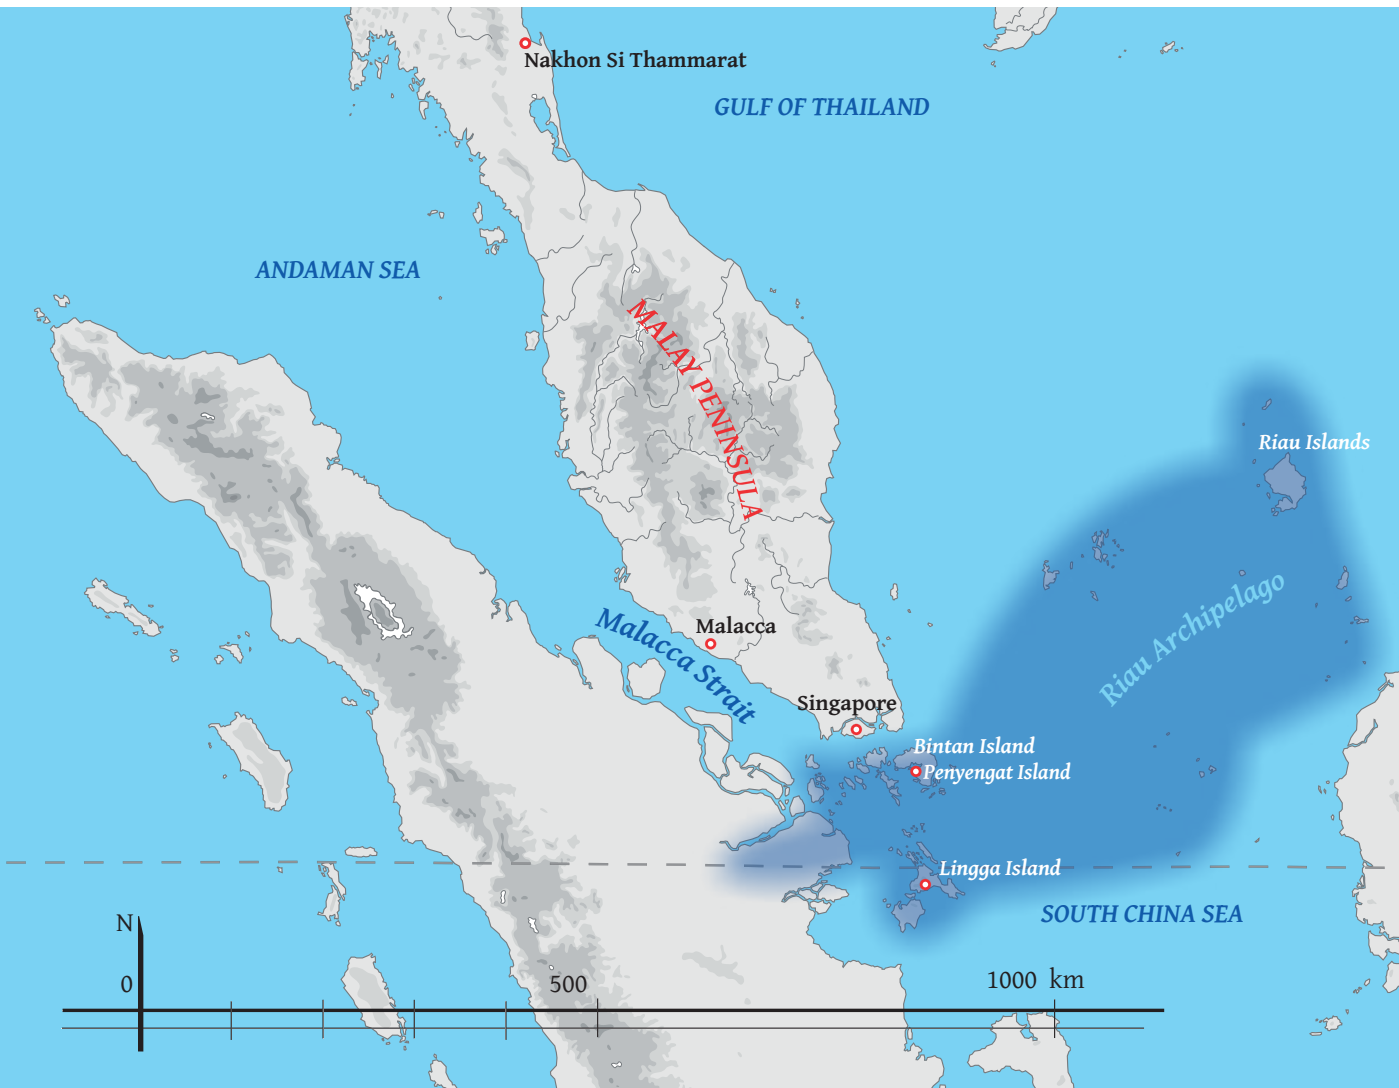 Nakhon Si Thammarat
GULF OF THAILAND
ANDAMAN SEA
MALAY PENINSULA
Riau Islands
Riau Archipelago
Malacca
Malacca Strait
Singapore
Bintan Island
Penyengat Island
Lingga Island
SOUTH CHINA SEA
N
0 500 1000 km